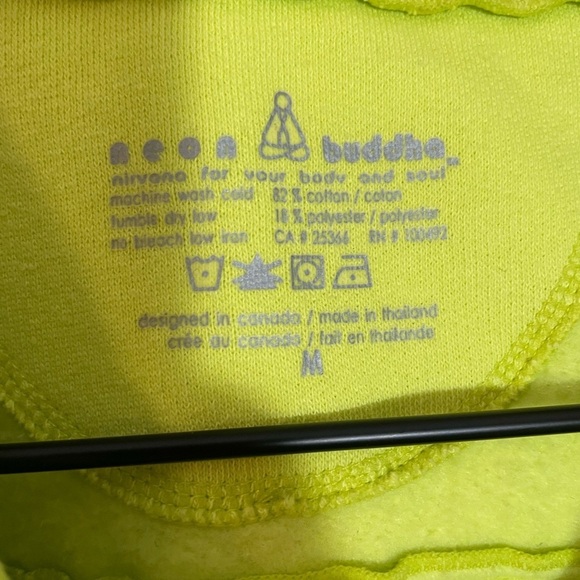 neon buddha
nirvana for your body and soul
machine wash cold 82 % cotton / coton
tumble dry low 18 % polyester / polyester
no bleach low iron CA # 25366 RN # 100492
designed in canada / made in thailand
crée au canada / fait en thailande
M